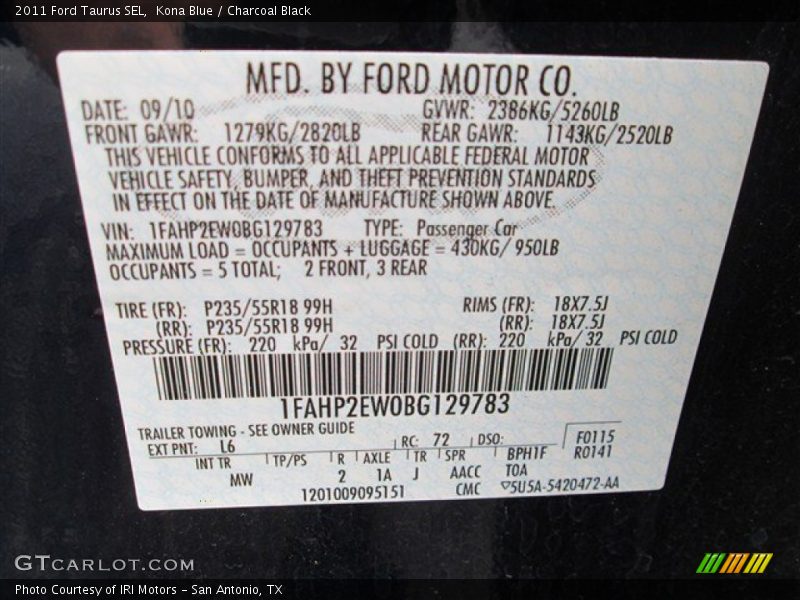 2011 Ford Taurus SEL,  Kona Blue / Charcoal Black
MFD. BY FORD MOTOR CO.
DATE: 09/10 GVWR: 2386KG/5260LB
FRONT GAWR: 1279KG/2820LB REAR GAWR: 1143KG/2520LB
THIS VEHICLE CONFORMS TO ALL APPLICABLE FEDERAL MOTOR
VEHICLE SAFETY, BUMPER, AND THEFT PREVENTION STANDARDS
IN EFFECT ON THE DATE OF MANUFACTURE SHOWN ABOVE.
VIN: 1FAHP2EW0BG129783 TYPE: Passenger Car
MAXIMUM LOAD = OCCUPANTS + LUGGAGE = 430KG/ 950LB
OCCUPANTS = 5 TOTAL; 2 FRONT, 3 REAR
TIRE (FR): P235/55R18 99H RIMS (FR): 18X7.5J
(RR): P235/55R18 99H (RR): 18X7.5J
PRESSURE (FR): 220 kPa/ 32 PSI COLD (RR): 220 kPa/ 32 PSI COLD
1FAHP2EW0BG129783
TRAILER TOWING - SEE OWNER GUIDE
EXT PNT: L6 RC: 72 DSO: F0115
R0141
INT TR TP/PS R AXLE TR SPR BPH1F
MW 2 1A J AACC TOA
1201009095151 CMC 5U5A-5420472-AA
GTCARLOT.COM
Photo Courtesy of IRI Motors – San Antonio, TX